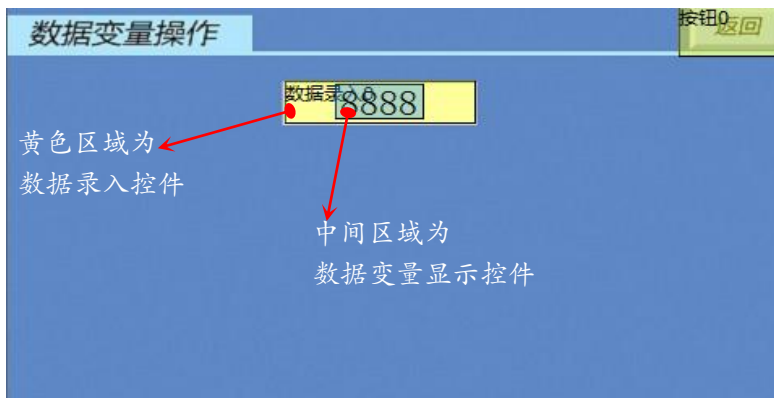 数据变量操作
按钮0
返回
数据录入0
8888
黄色区域为
数据录入控件
中间区域为
数据变量显示控件